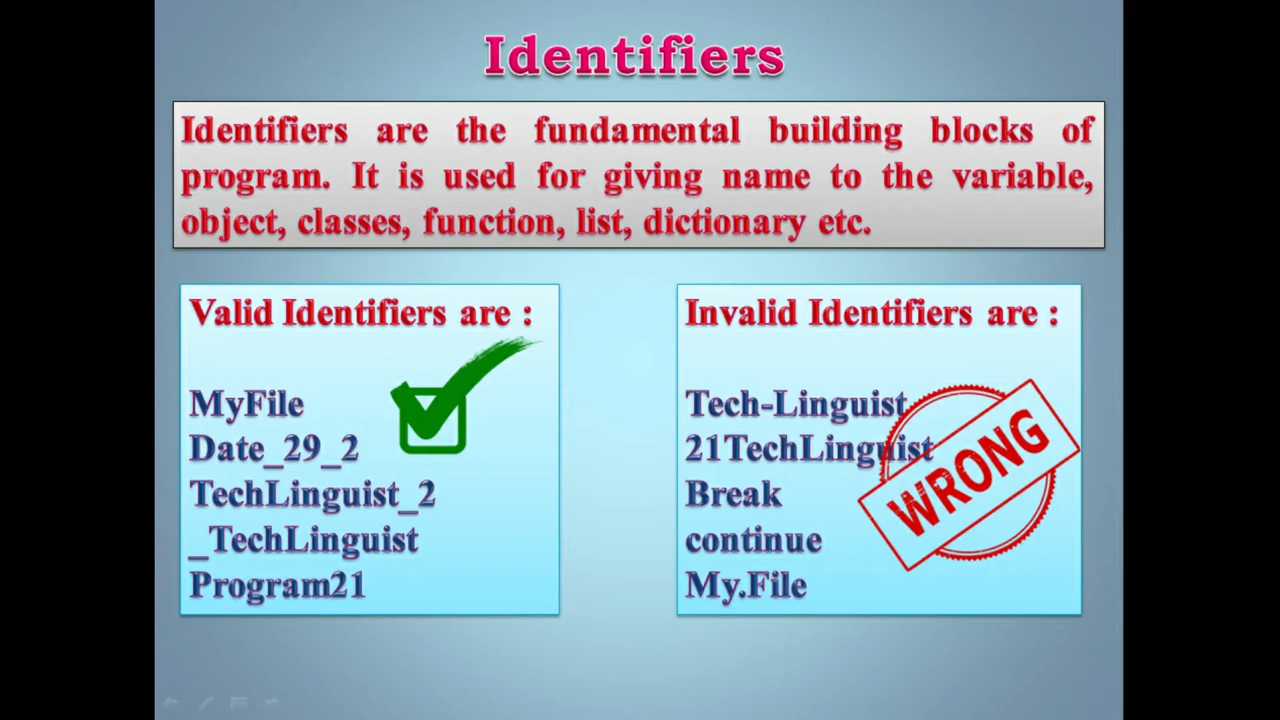 Identifiers
Identifiers are the fundamental building blocks of
program. It is used for giving name to the variable,
object, classes, function, list, dictionary etc.
Valid Identifiers are :
MyFile
Date_29_2
TechLinguist_2
_TechLinguist
Program21
Invalid Identifiers are :
Tech-Linguist
21TechLinguist
Break
continue
My.File
WRONG